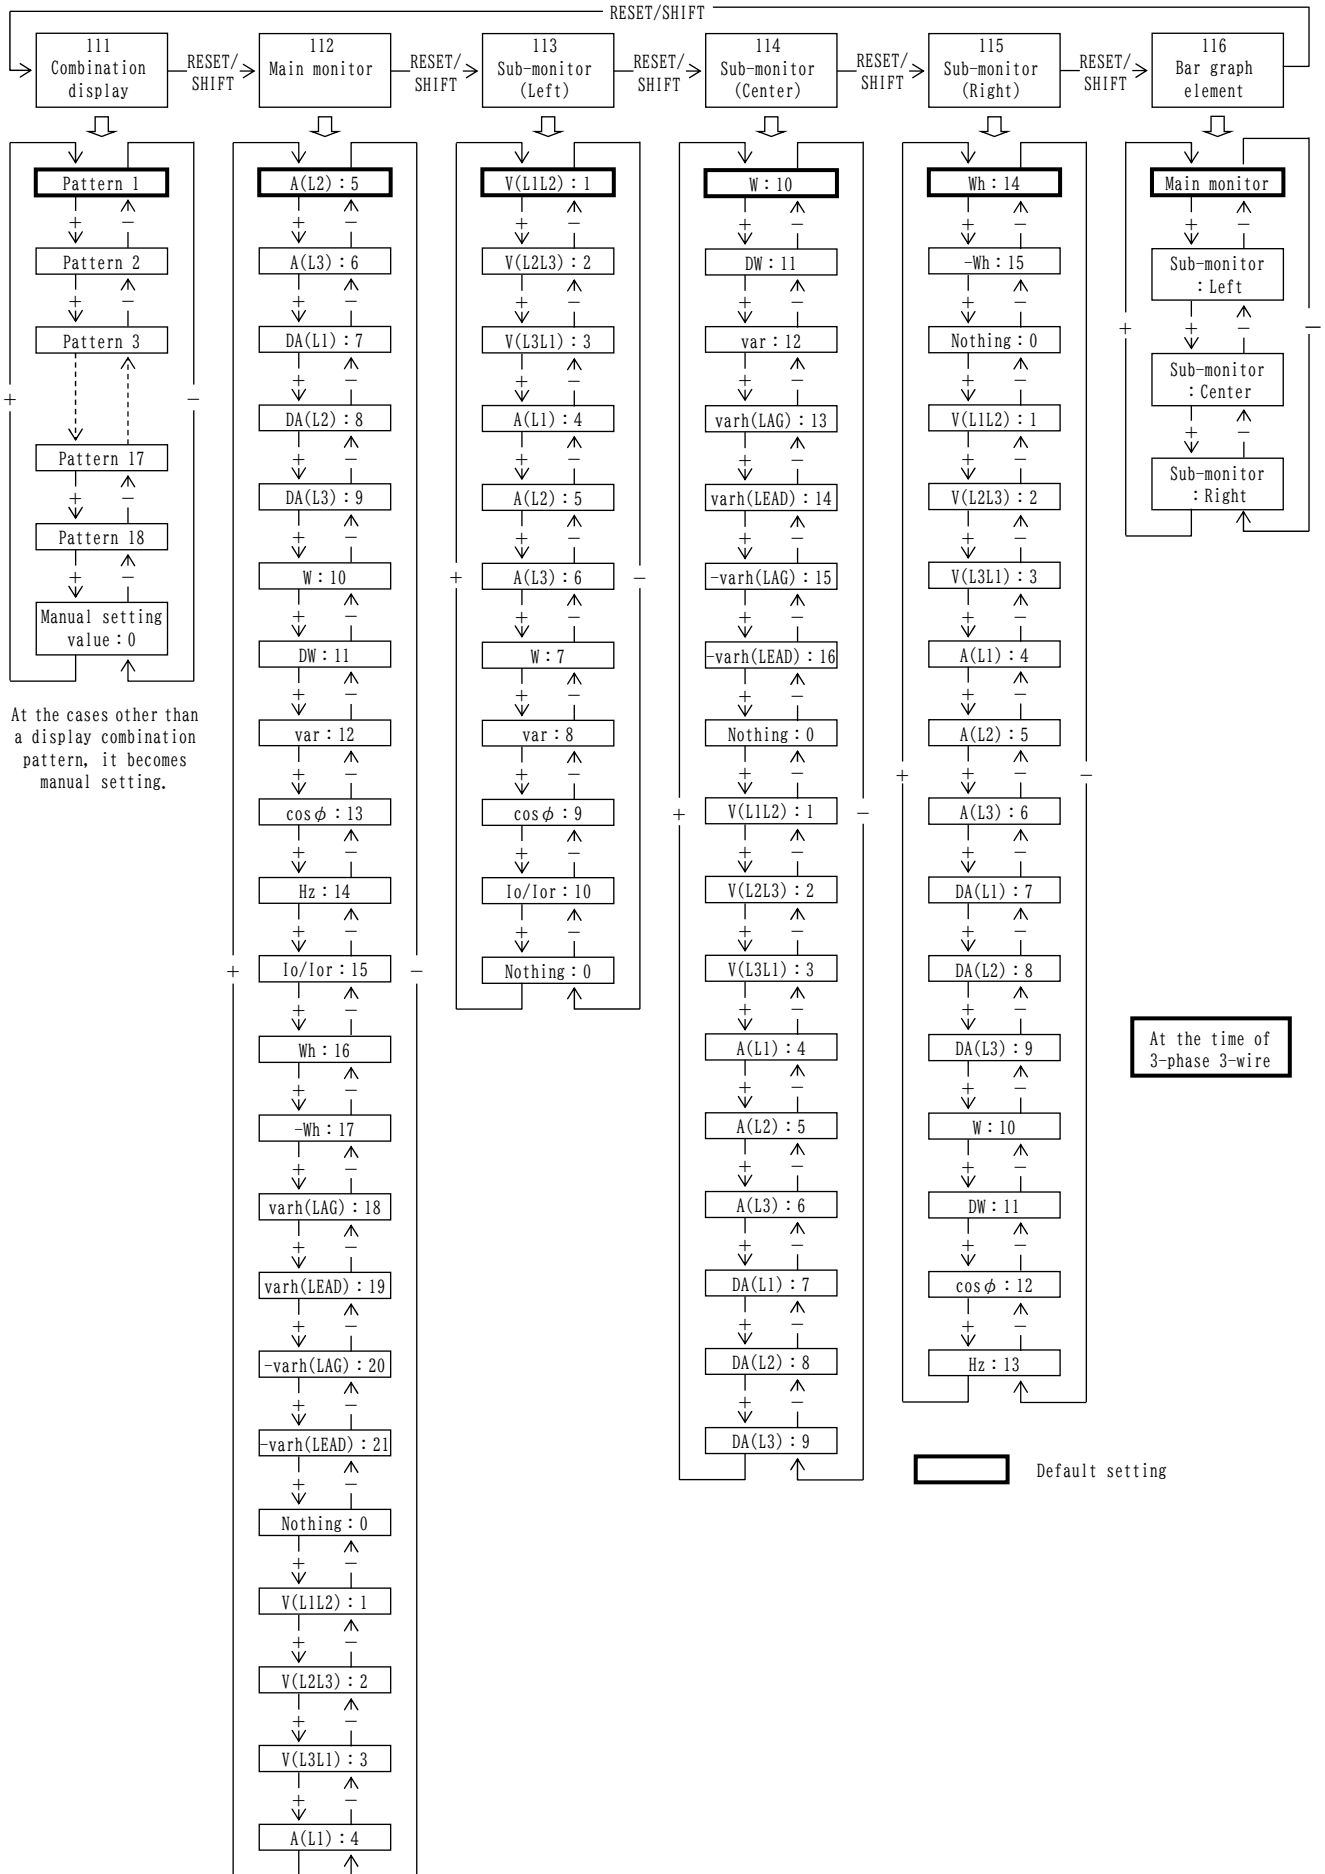 RESET/SHIFT
111
Combination
display
RESET/
SHIFT
112
Main monitor
RESET/
SHIFT
113
Sub-monitor
(Left)
RESET/
SHIFT
114
Sub-monitor
(Center)
RESET/
SHIFT
115
Sub-monitor
(Right)
RESET/
SHIFT
116
Bar graph
element
Pattern 1
+ −
Pattern 2
+ −
Pattern 3
+ −
Pattern 17
+ −
Pattern 18
+ −
Manual setting
value:0
At the cases other than
a display combination
pattern, it becomes
manual setting.
A(L2):5
+ −
A(L3):6
+ −
DA(L1):7
+ −
DA(L2):8
+ −
DA(L3):9
+ −
W:10
+ −
DW:11
+ −
var:12
+ −
cosφ:13
+ −
Hz:14
+ −
+ Io/Ior:15 −
+ −
Wh:16
+ −
-Wh:17
+ −
varh(LAG):18
+ −
varh(LEAD):19
+ −
-varh(LAG):20
+ −
-varh(LEAD):21
+ −
Nothing:0
+ −
V(L1L2):1
+ −
V(L2L3):2
+ −
V(L3L1):3
+ −
A(L1):4
V(L1L2):1
+ −
V(L2L3):2
+ −
V(L3L1):3
+ −
A(L1):4
+ −
A(L2):5
+ −
+ A(L3):6 −
+ −
W:7
+ −
var:8
+ −
cosφ:9
+ −
Io/Ior:10
+ −
Nothing:0
W:10
+ −
DW:11
+ −
var:12
+ −
varh(LAG):13
+ −
varh(LEAD):14
+ −
-varh(LAG):15
+ −
-varh(LEAD):16
+ −
Nothing:0
+ −
+ V(L1L2):1 −
+ −
V(L2L3):2
+ −
V(L3L1):3
+ −
A(L1):4
+ −
A(L2):5
+ −
A(L3):6
+ −
DA(L1):7
+ −
DA(L2):8
+ −
DA(L3):9
Wh:14
+ −
-Wh:15
+ −
Nothing:0
+ −
V(L1L2):1
+ −
V(L2L3):2
+ −
V(L3L1):3
+ −
A(L1):4
+ −
A(L2):5
+ + − −
A(L3):6
+ −
DA(L1):7
+ −
DA(L2):8
+ −
DA(L3):9
+ −
W:10
+ −
DW:11
+ −
cosφ:12
+ −
Hz:13
Main monitor
+ −
Sub-monitor
:Left
+ + − −
Sub-monitor
:Center
+ −
Sub-monitor
:Right
At the time of
3-phase 3-wire
Default setting